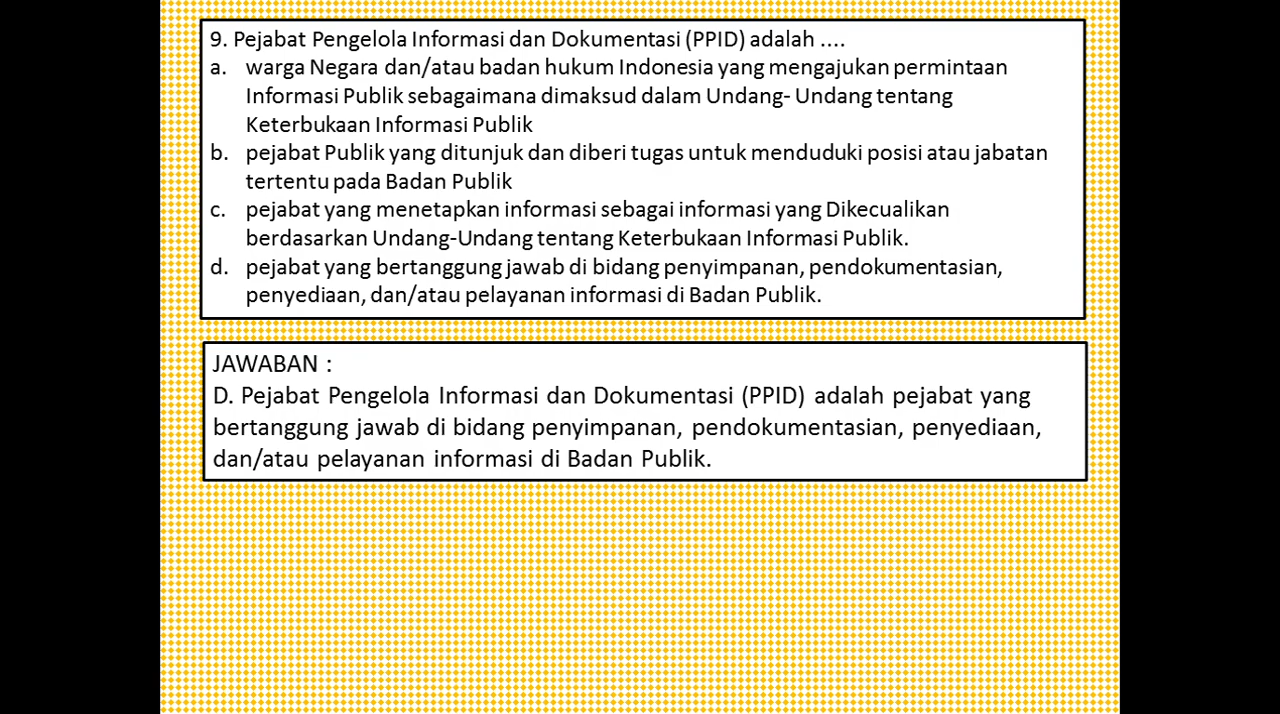 9. Pejabat Pengelola Informasi dan Dokumentasi (PPID) adalah ....
a. warga Negara dan/atau badan hukum Indonesia yang mengajukan permintaan
Informasi Publik sebagaimana dimaksud dalam Undang- Undang tentang
Keterbukaan Informasi Publik
b. pejabat Publik yang ditunjuk dan diberi tugas untuk menduduki posisi atau jabatan
tertentu pada Badan Publik
c. pejabat yang menetapkan informasi sebagai informasi yang Dikecualikan
berdasarkan Undang-Undang tentang Keterbukaan Informasi Publik.
d. pejabat yang bertanggung jawab di bidang penyimpanan, pendokumentasian,
penyediaan, dan/atau pelayanan informasi di Badan Publik.
JAWABAN :
D. Pejabat Pengelola Informasi dan Dokumentasi (PPID) adalah pejabat yang
bertanggung jawab di bidang penyimpanan, pendokumentasian, penyediaan,
dan/atau pelayanan informasi di Badan Publik.